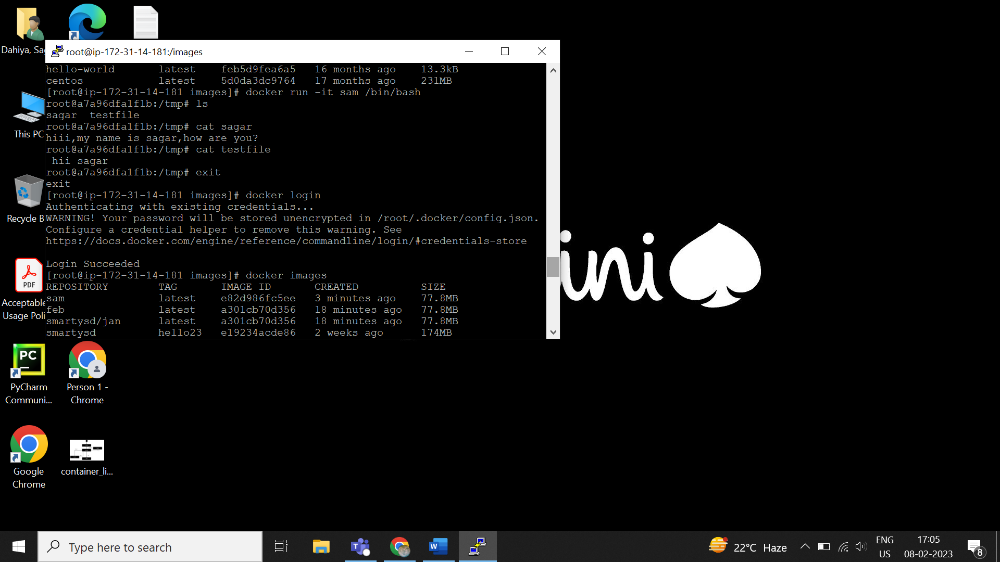 Dahiya, Sa
This PC
Recycle B
PDF
Acceptable
Usage Poli
PC
PyCharm
Communi...
Person 1 -
Chrome
Google
Chrome
container_li...
root@ip-172-31-14-181:/images
hello-world latest feb5d9fea6a5 16 months ago 13.3kB
centos latest 5d0da3dc9764 17 months ago 231MB
[root@ip-172-31-14-181 images]# docker run -it sam /bin/bash
root@a7a96dfa1f1b:/tmp# ls
sagar testfile
root@a7a96dfa1f1b:/tmp# cat sagar
hiii,my name is sagar,how are you?
root@a7a96dfa1f1b:/tmp# cat testfile
hii sagar
root@a7a96dfa1f1b:/tmp# exit
exit
[root@ip-172-31-14-181 images]# docker login
Authenticating with existing credentials...
WARNING! Your password will be stored unencrypted in /root/.docker/config.json.
Configure a credential helper to remove this warning. See
https://docs.docker.com/engine/reference/commandline/login/#credentials-store
Login Succeeded
[root@ip-172-31-14-181 images]# docker images
REPOSITORY TAG IMAGE ID CREATED SIZE
sam latest e82d986fc5ee 3 minutes ago 77.8MB
feb latest a301cb70d356 18 minutes ago 77.8MB
smartysd/jan latest a301cb70d356 18 minutes ago 77.8MB
smartysd hello23 e19234acde86 2 weeks ago 174MB
ini
Type here to search
T
W
22°C Haze
ENG
US
17:05
08-02-2023
8